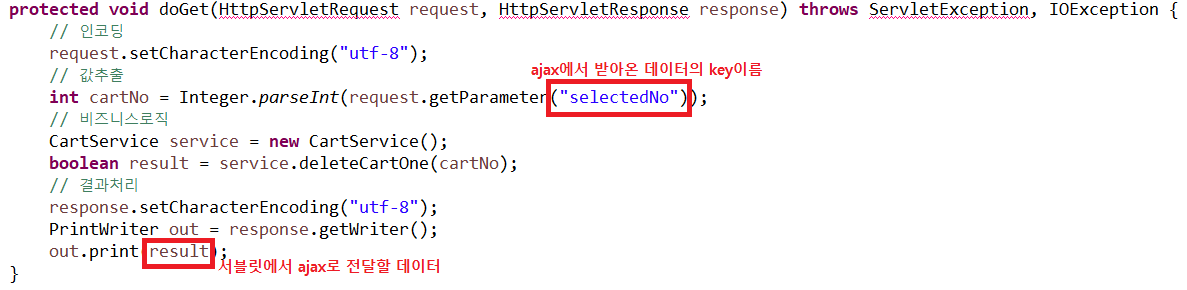 protected void doGet(HttpServletRequest request, HttpServletResponse response) throws ServletException, IOException {
// 인코딩
request.setCharacterEncoding("utf-8");
// 값추출
ajax에서 받아온 데이터의 key이름
int cartNo = Integer.parseInt(request.getParameter("selectedNo"));
// 비즈니스로직
CartService service = new CartService();
boolean result = service.deleteCartOne(cartNo);
// 결과처리
response.setCharacterEncoding("utf-8");
PrintWriter out = response.getWriter();
out.print(result);
서블릿에서 ajax로 전달할 데이터
}